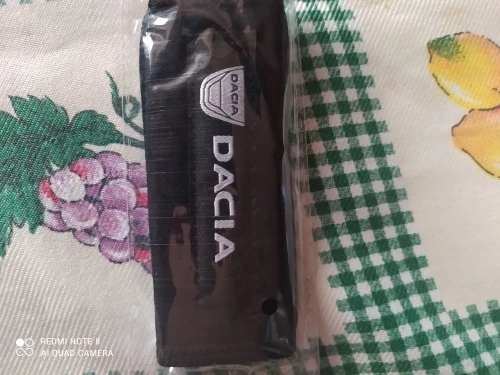 DACIA
DACIA
REDMI NOTE 8
AI QUAD CAMERA